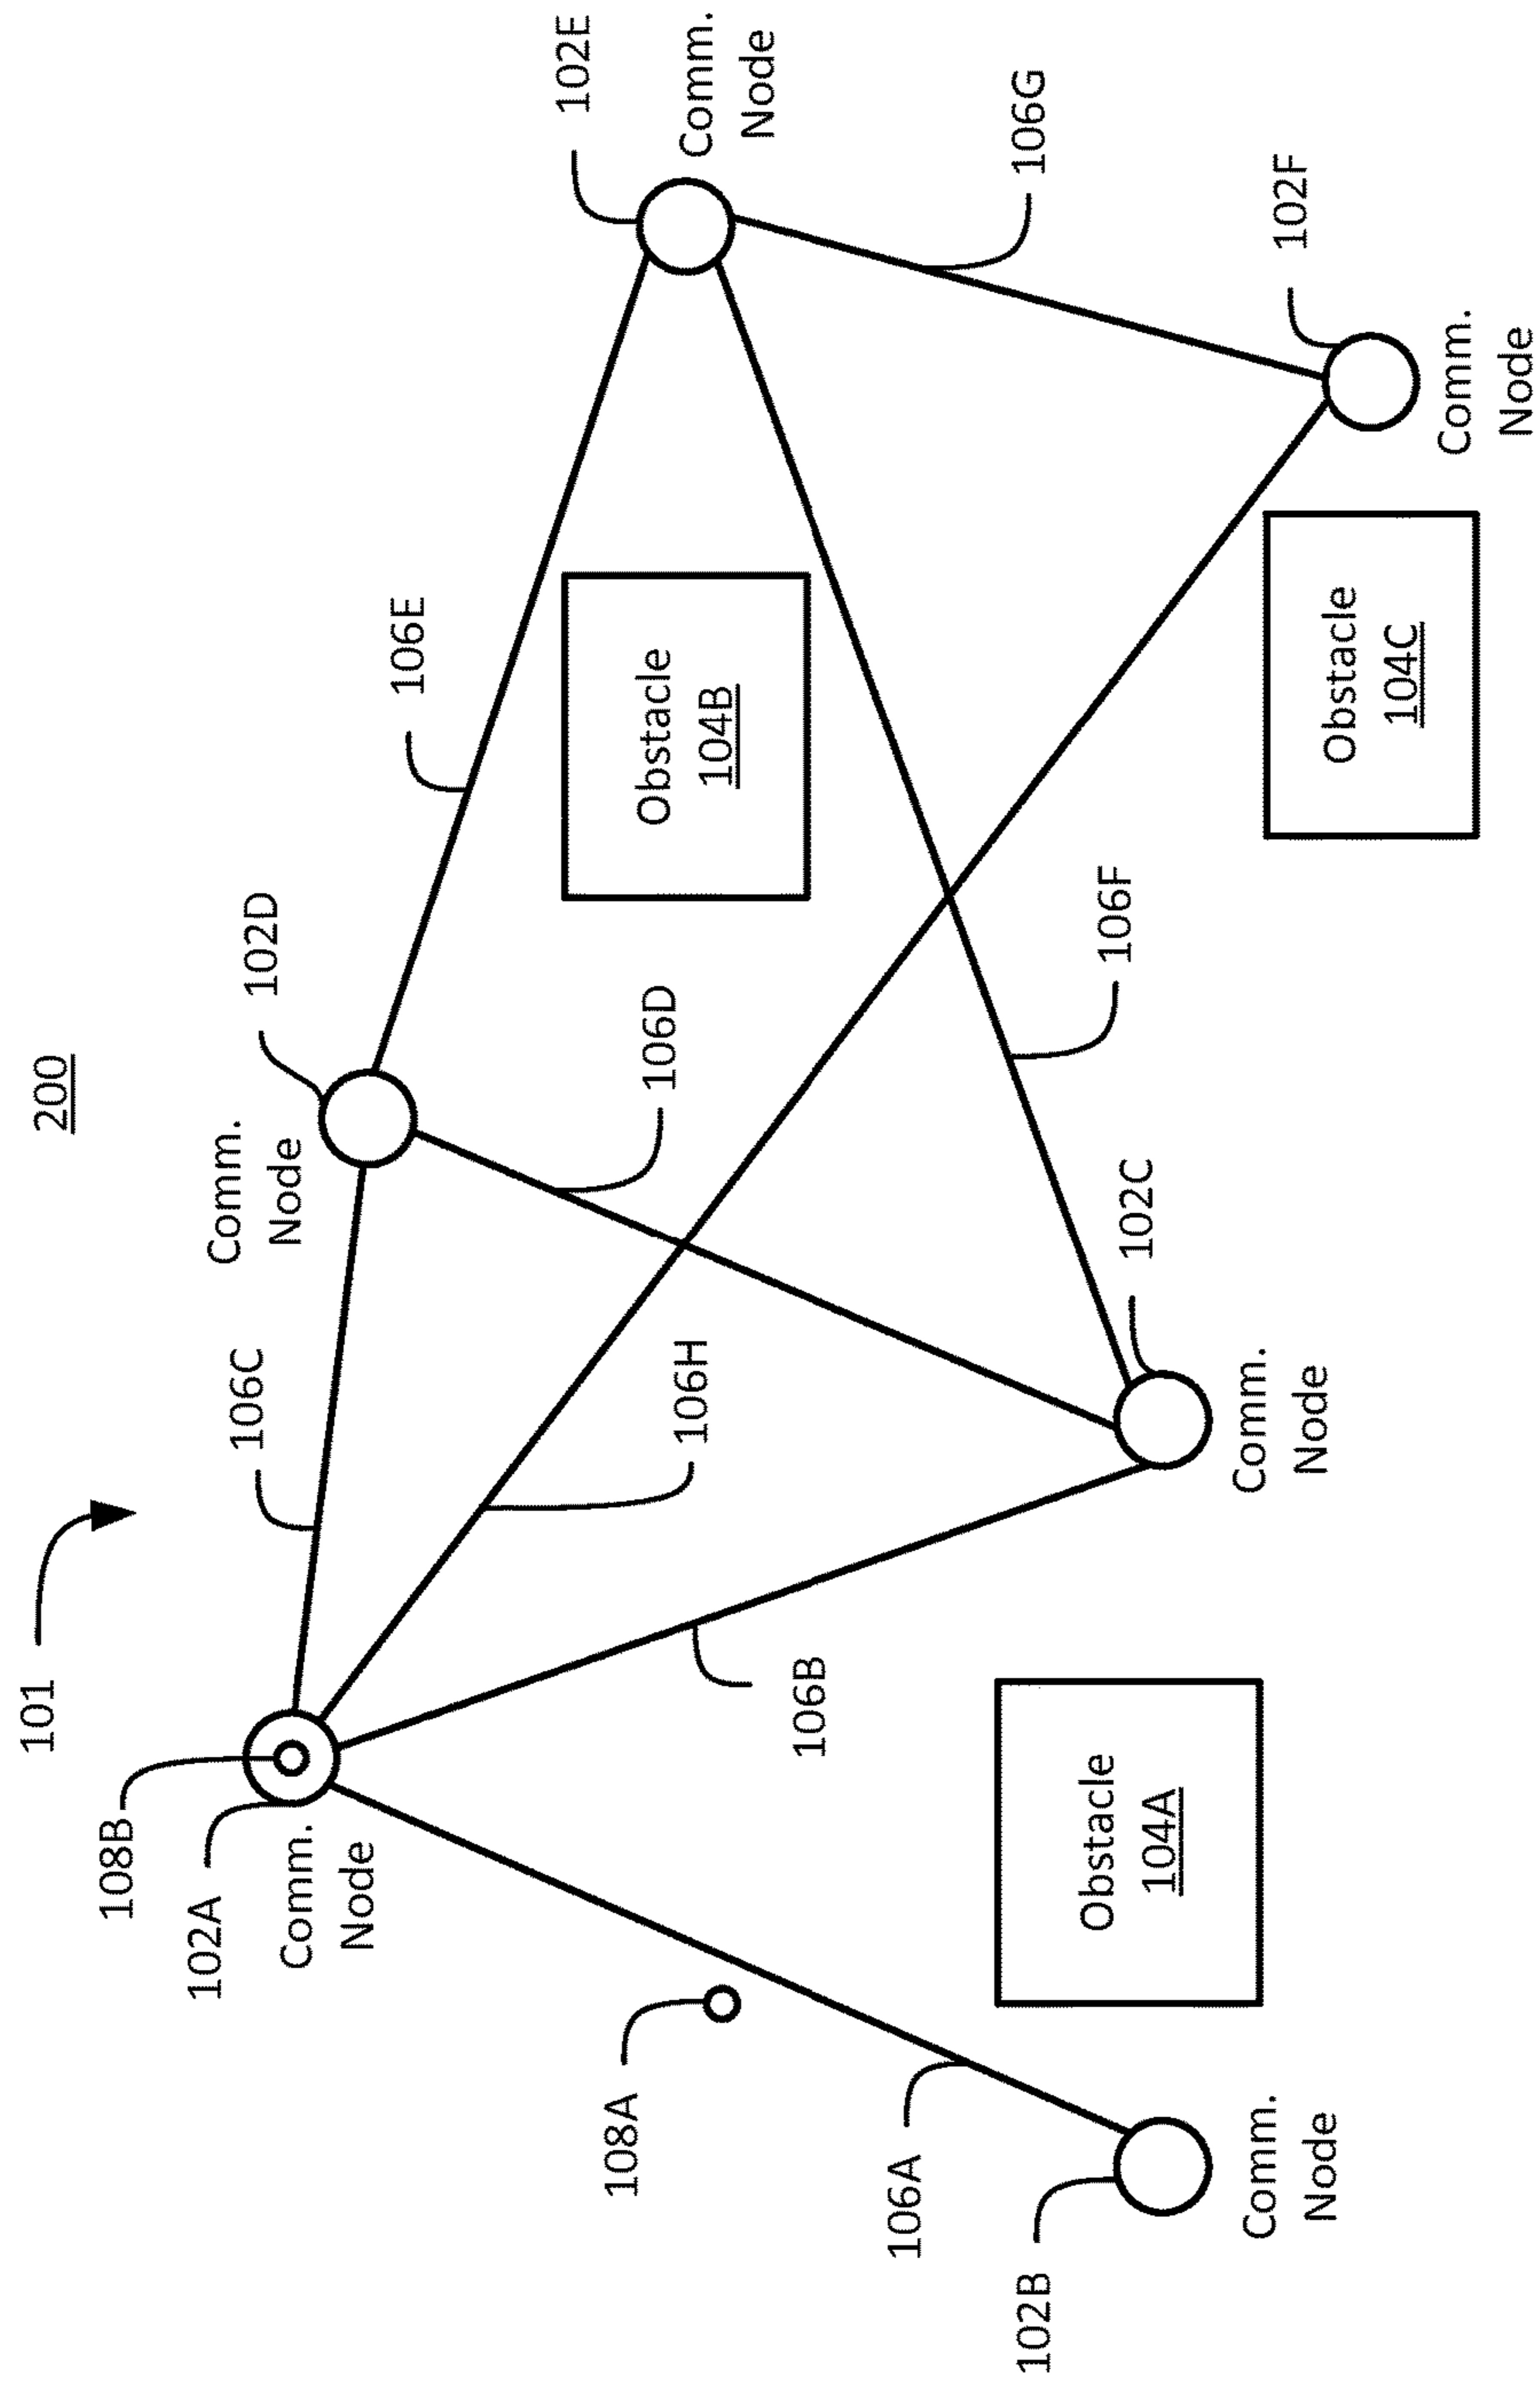 200
101
108B
102A
Comm.
Node
106C
Comm.
Node
102D
106E
102E
Comm.
Node
108A
106H
106D
Obstacle
104B
106G
106B
106A
Obstacle
104A
102C
106F
102F
102B
Comm.
Node
Comm.
Node
Obstacle
104C
Comm.
Node